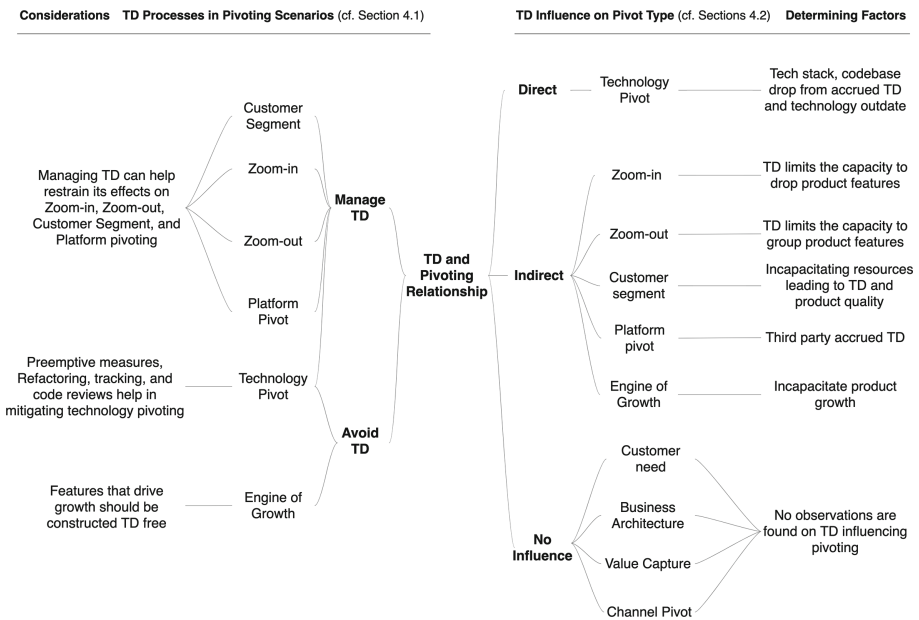 Considerations TD Processes in Pivoting Scenarios (cf. Section 4.1)
Managing TD can help
restrain its effects on
Zoom-in, Zoom-out,
Customer Segment, and
Platform pivoting
Preemptive measures,
Refactoring, tracking, and
code reviews help in
mitigating technology pivoting
Features that drive
growth should be
constructed TD free
Customer
Segment
Zoom-in
Zoom-out
Platform
Pivot
Technology
Pivot
Engine of
Growth
Manage
TD
Avoid
TD
TD and
Pivoting
Relationship
TD Influence on Pivot Type (cf. Sections 4.2) Determining Factors
Direct
Technology
Pivot
Tech stack, codebase
drop from accrued TD
and technology outdate
Indirect
Zoom-in
TD limits the capacity to
drop product features
Zoom-out
TD limits the capacity to
group product features
Customer
segment
Incapacitating resources
leading to TD and
product quality
Platform
pivot
Third party accrued TD
Engine of
Growth
Incapacitate product
growth
No
Influence
Customer
need
Business
Architecture
Value Capture
Channel Pivot
No observations are
found on TD influencing
pivoting